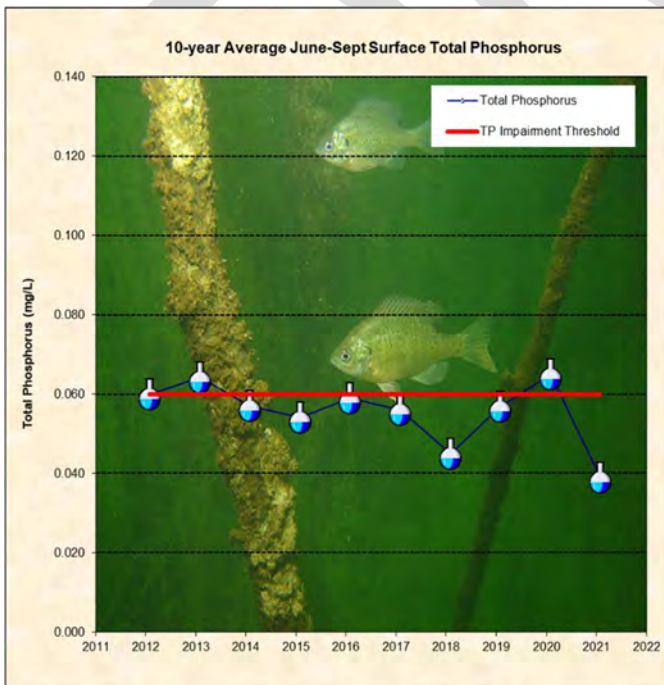 10-year Average June-Sept Surface Total Phosphorus
0.140
Total Phosphorus
TP Impairment Threshold
0.120
0.100
0.080
0.060
0.040
0.020
0.000
Total Phosphorus (mg/L)
2011 2012 2013 2014 2015 2016 2017 2018 2019 2020 2021 2022